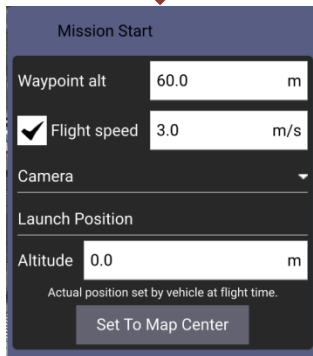 Mission Start
Waypoint alt 60.0 m
Flight speed 3.0 m/s
Camera
Launch Position
Altitude 0.0 m
Actual position set by vehicle at flight time.
Set To Map Center